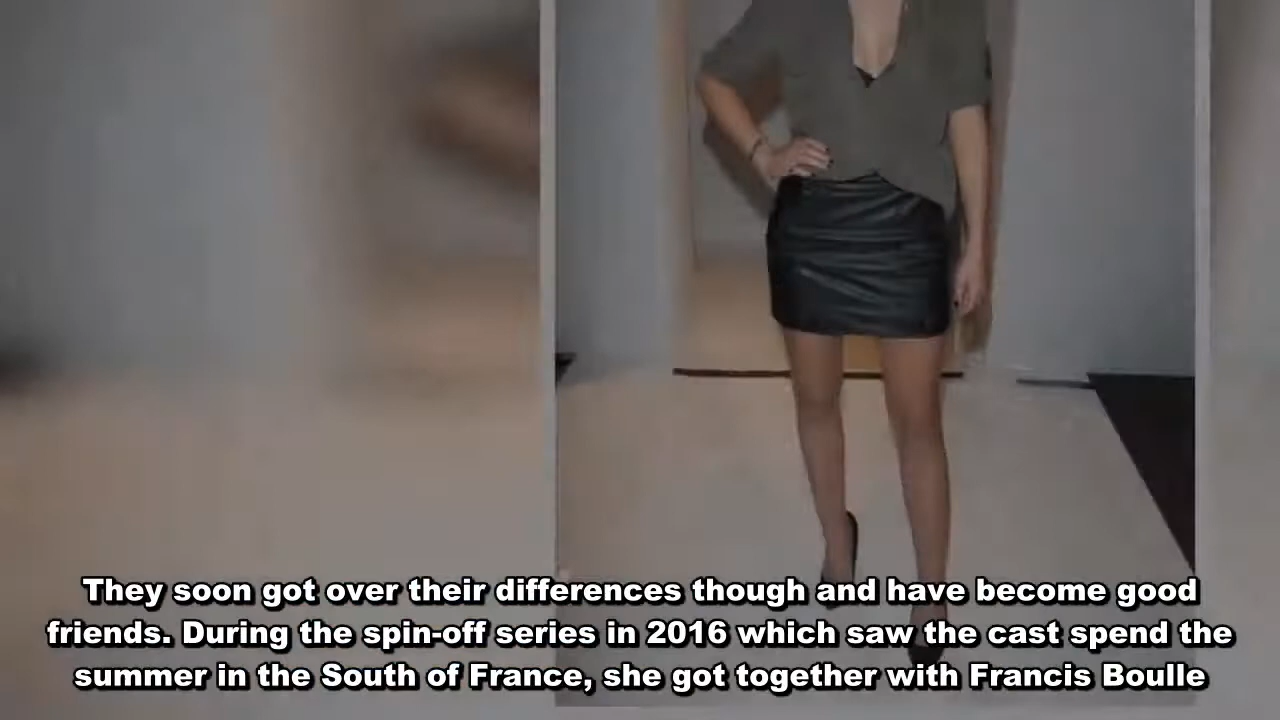 They soon got over their differences though and have become good
friends. During the spin-off series in 2016 which saw the cast spend the
summer in the South of France, she got together with Francis Boulle